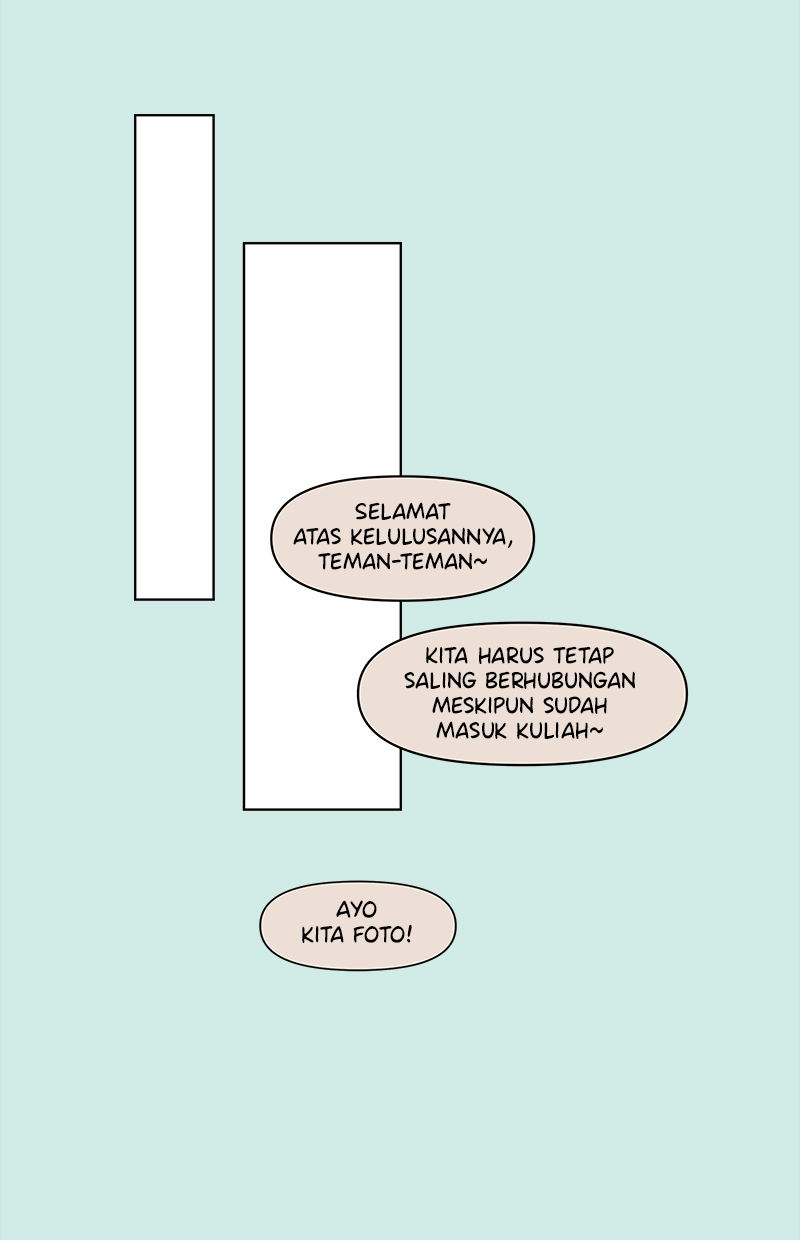 SELAMAT
ATAS KELULUSANNYA,
TEMAN-TEMAN~
KITA HARUS TETAP
SALING BERHUBUNGAN
MESKIPUN SUDAH
MASUK KULIAH~
AYO
KITA FOTO!